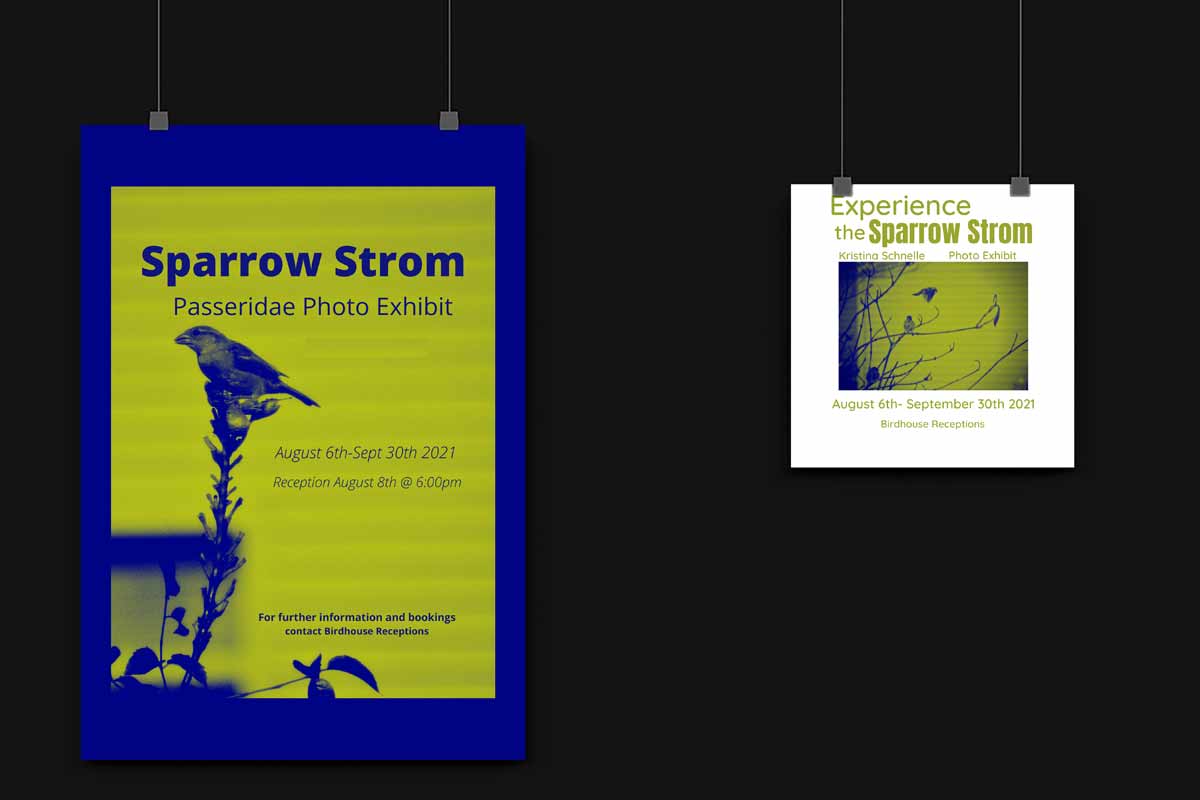 Sparrow Strom
Passeridae Photo Exhibit
August 6th-Sept 30th 2021
Reception August 8th @ 6:00pm
For further information and bookings
contact Birdhouse Receptions
Experience
the Sparrow Strom
Kristina Schnelle Photo Exhibit
August 6th- September 30th 2021
Birdhouse Receptions